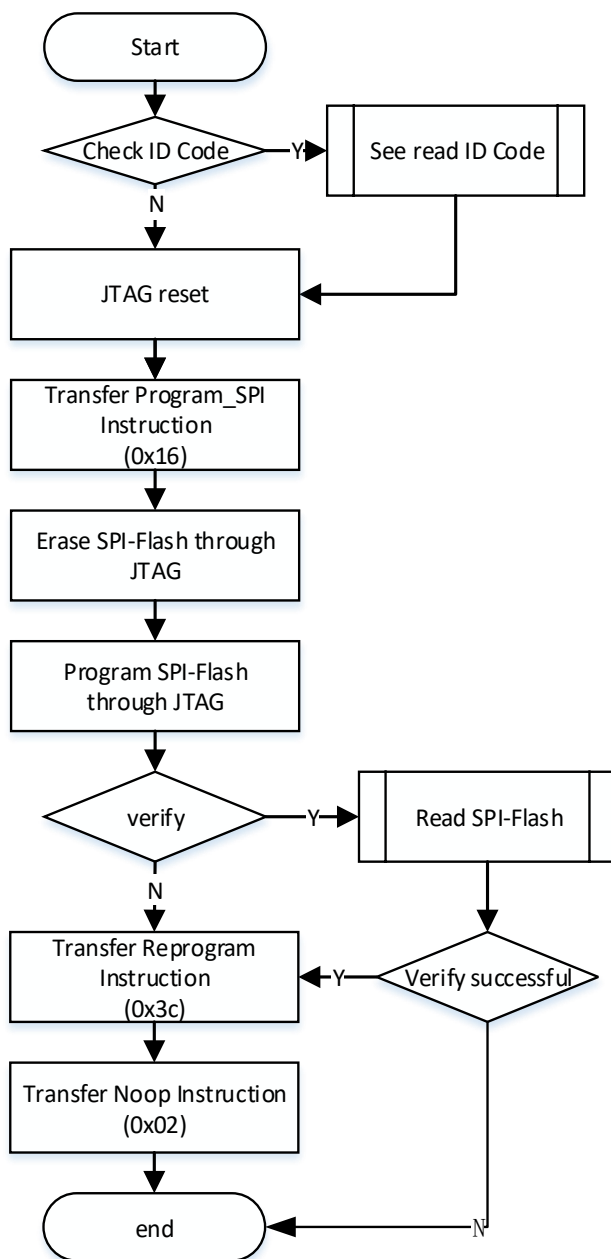 Start
Check ID Code
Y
See read ID Code
N
JTAG reset
Transfer Program_SPI
Instruction
(0x16)
Erase SPI-Flash through
JTAG
Program SPI-Flash
through JTAG
verify
Y
Read SPI-Flash
N
Transfer Reprogram
Instruction
(0x3c)
Y
Verify successful
Transfer Noop Instruction
(0x02)
end
N